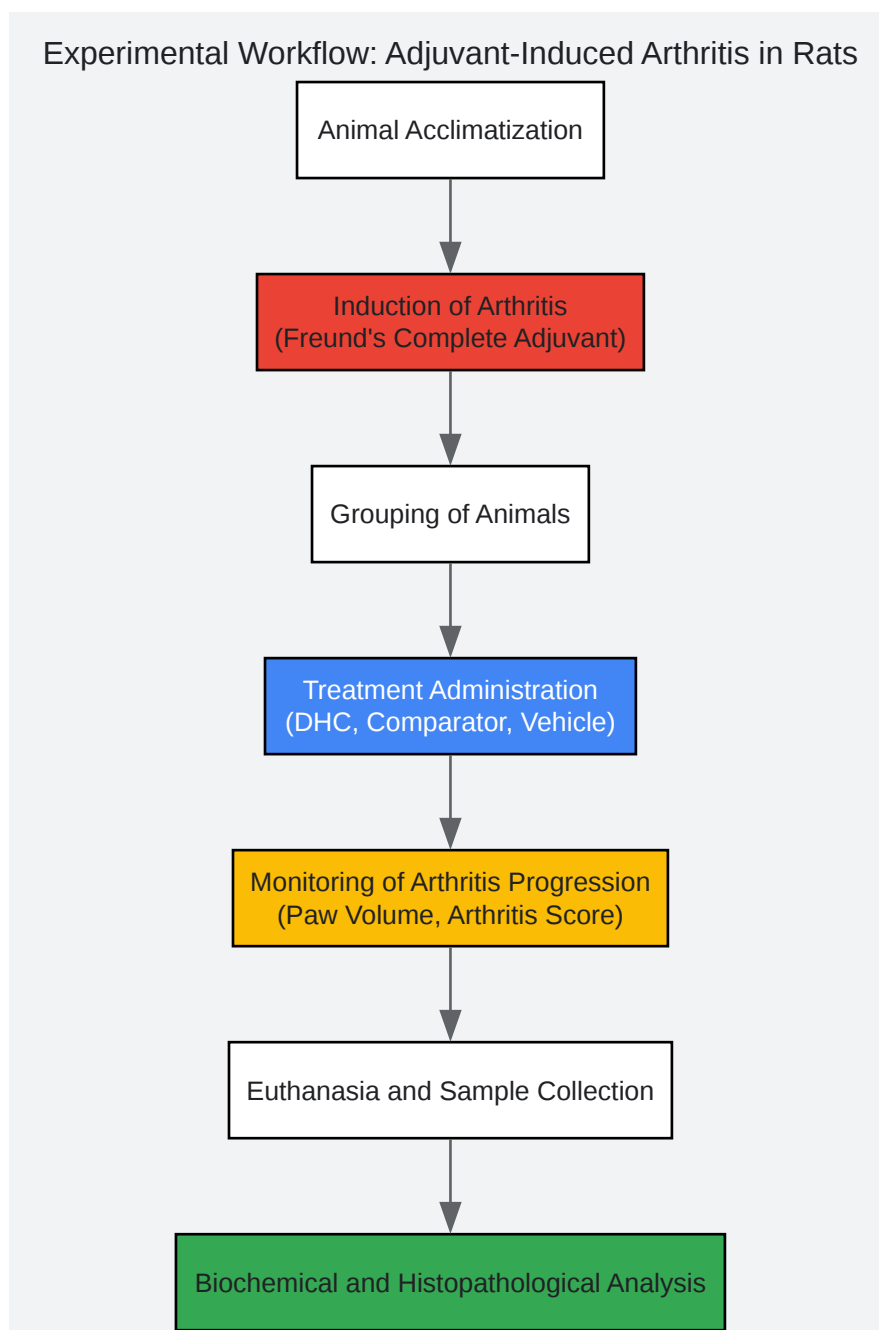 Experimental Workflow: Adjuvant-Induced Arthritis in Rats
Animal Acclimatization
Induction of Arthritis
(Freund's Complete Adjuvant)
Grouping of Animals
Treatment Administration
(DHC, Comparator, Vehicle)
Monitoring of Arthritis Progression
(Paw Volume, Arthritis Score)
Euthanasia and Sample Collection
Biochemical and Histopathological Analysis